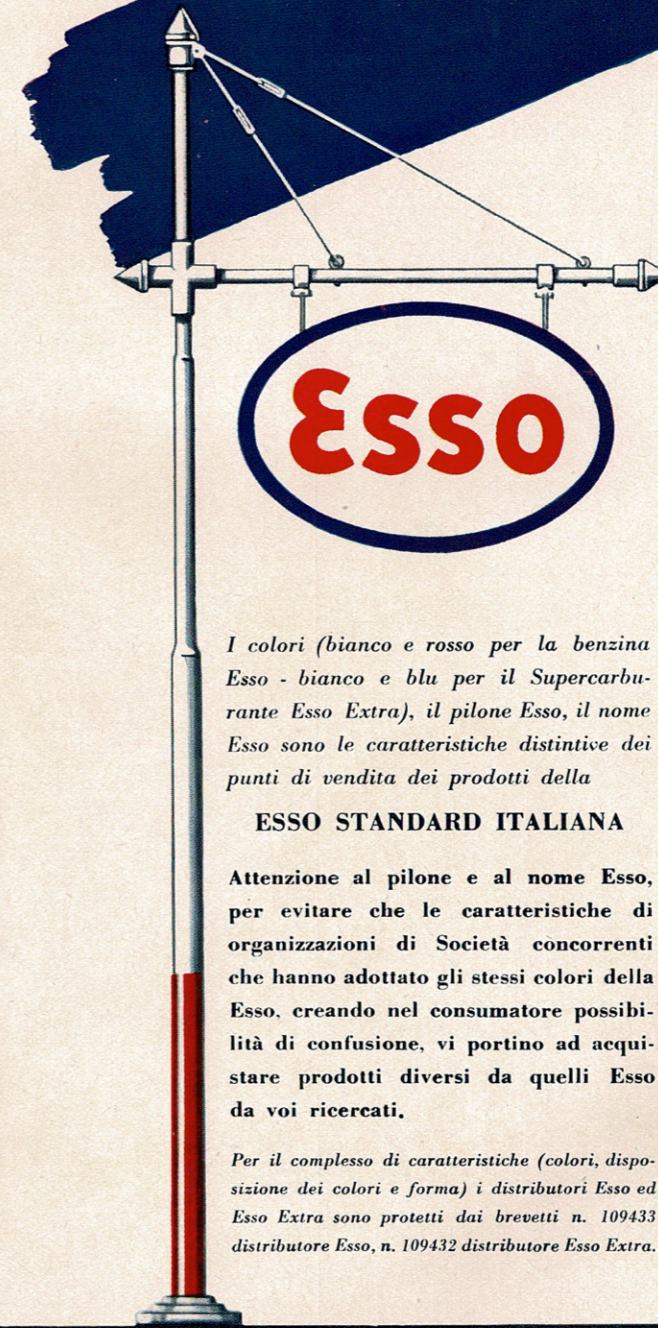 Esso
I colori (bianco e rosso per la benzina
Esso - bianco e blu per il Supercarbu-
rante Esso Extra), il pilone Esso, il nome
Esso sono le caratteristiche distintive dei
punti di vendita dei prodotti della
ESSO STANDARD ITALIANA
Attenzione al pilone e al nome Esso,
per evitare che le caratteristiche di
organizzazioni di Società concorrenti
che hanno adottato gli stessi colori della
Esso, creando nel consumatore possibi-
lità di confusione, vi portino ad acqui-
stare prodotti diversi da quelli Esso
da voi ricercati.
Per il complesso di caratteristiche (colori, dispo-
sizione dei colori e forma) i distributori Esso ed
Esso Extra sono protetti dai brevetti n. 109433
distributore Esso, n. 109432 distributore Esso Extra.